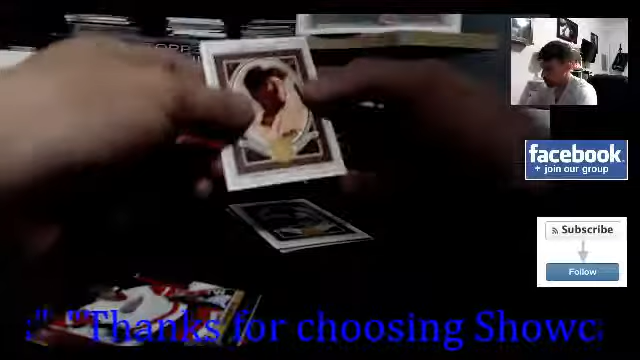 facebook
+ join our group
Subscribe
Follow
" "Thanks for choosing Showc